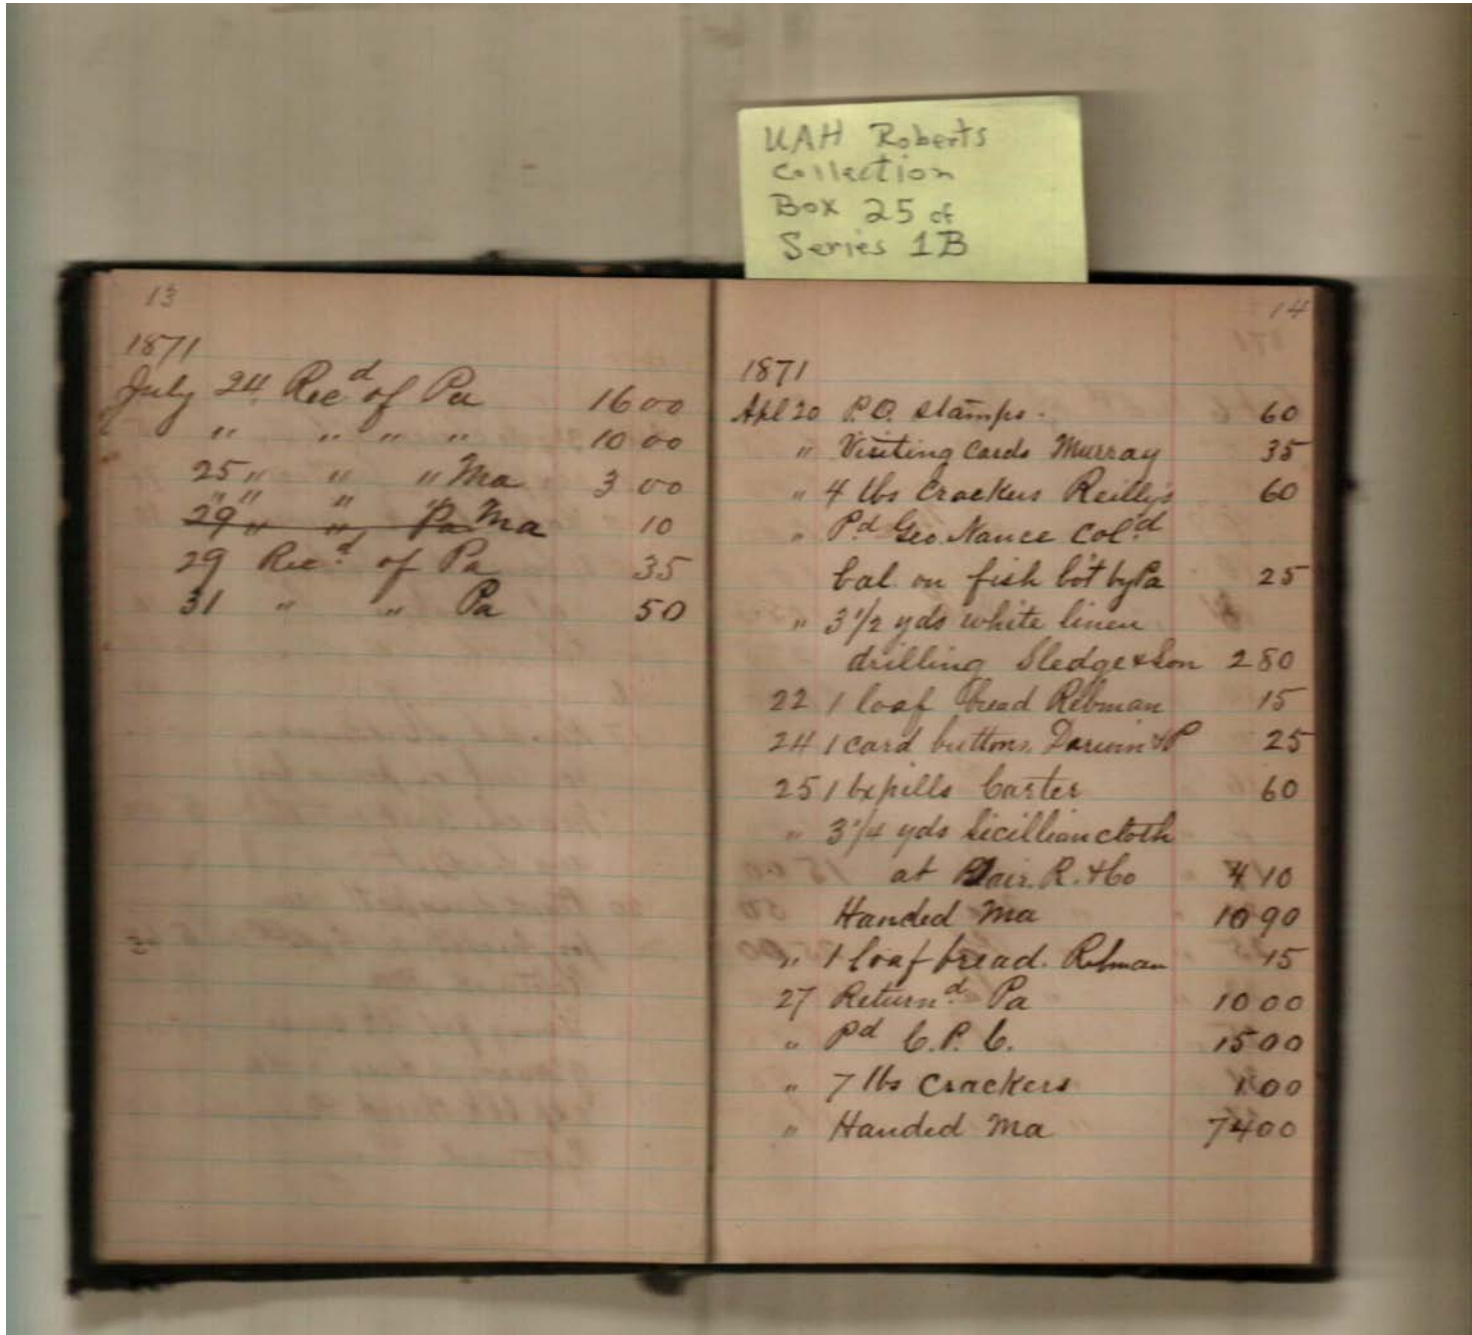 UAH Roberts
Collection
Box 25 of
Series 1B
13
1871
July 24 Recd of Pa 16 00
" " " " 10 00
25 " " " Ma 3 00
29 " " Pa Ma 10
29 Recd of Pa 35
31 " " Pa 50
14
1871
Apl 20 P.O. Stamps. 60
" Visiting Cards Murray 35
" 4 lbs Crackers Reilly's 60
" Pd Geo. Nance Cold
bal on fish bot by Pa 25
" 3 1/2 yds white linen
drilling Sledge & Son 2 80
22 1 loaf bread Rebman 15
24 1 card buttons, Darwin & P 25
25 1 bx pills Carter 60
" 3 1/4 yds Sicillian cloth
at Blair R. & Co 4 10
Handed Ma 10 90
" 1 loaf bread. Rebman 15
27 Returnd Pa 10 00
" Pd C. P. C. 15 00
" 7 lbs Crackers 1 00
" Handed Ma 74 00